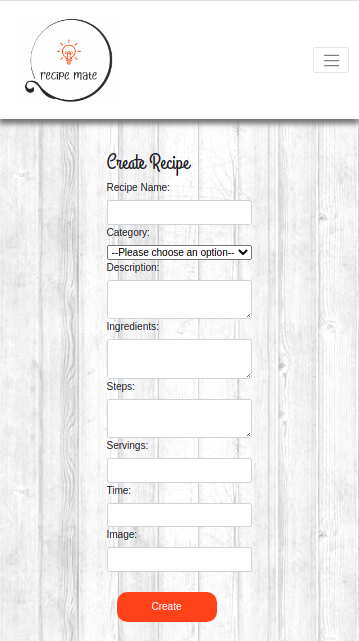 recipe mate
Create Recipe
Recipe Name:
Category:
--Please choose an option--
Description:
Ingredients:
Steps:
Servings:
Time:
Image:
Create